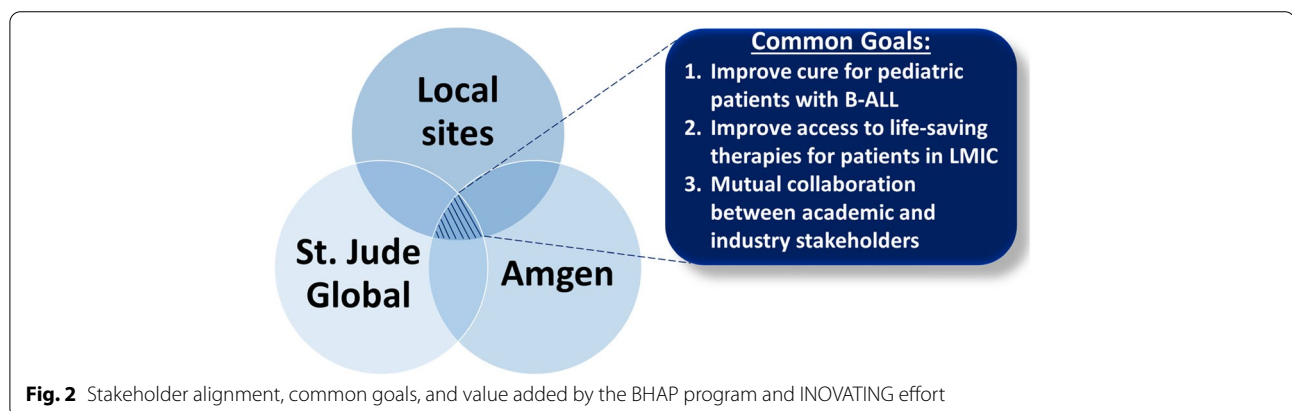 Local
sites
St. Jude
Global
Amgen
Common Goals:
1. Improve cure for pediatric
patients with B-ALL
2. Improve access to life-saving
therapies for patients in LMIC
3. Mutual collaboration
between academic and
industry stakeholders
Fig. 2 Stakeholder alignment, common goals, and value added by the BHAP program and INOVATING effort